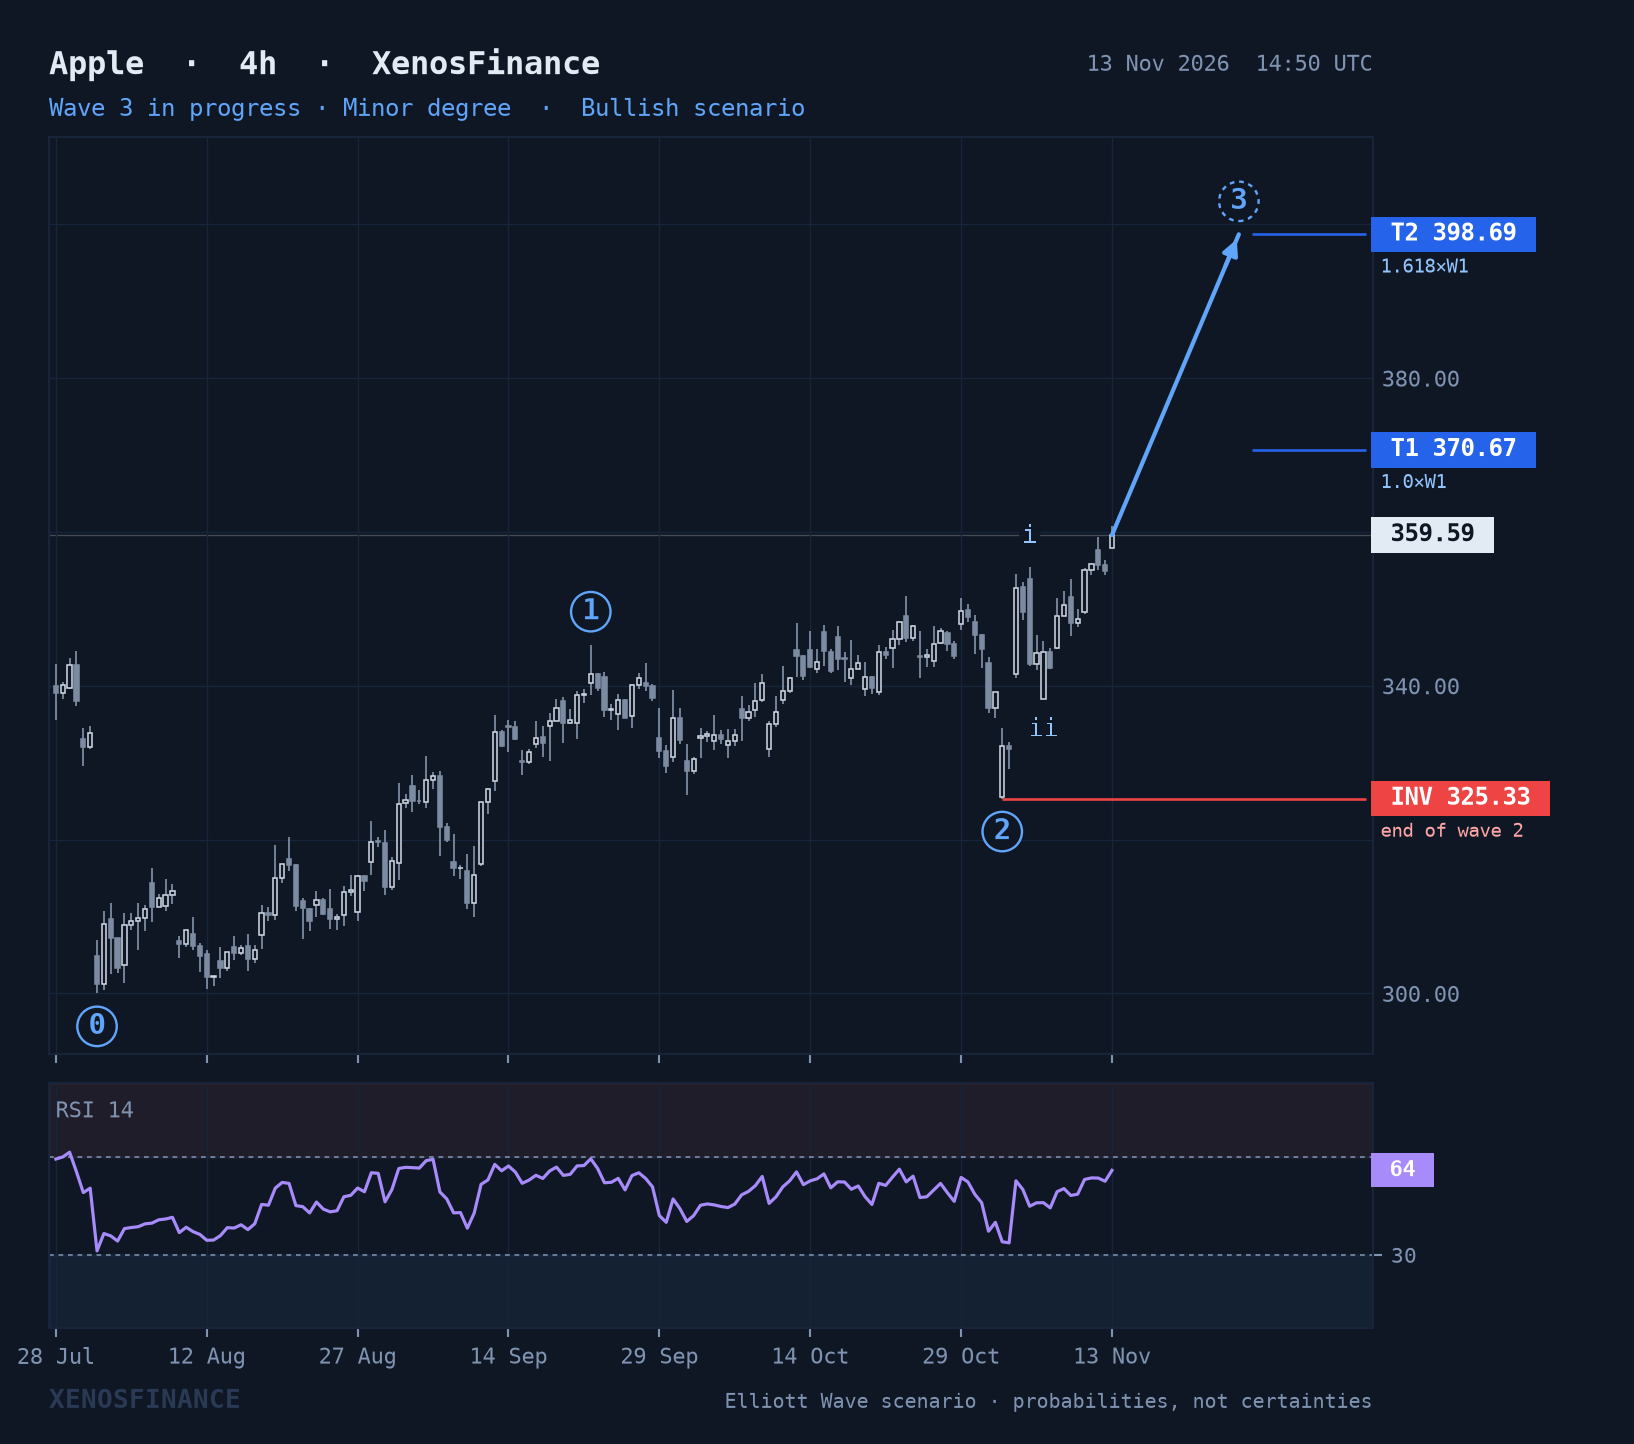 Apple · 4h · XenosFinance
13 Nov 2026 14:50 UTC
Wave 3 in progress · Minor degree · Bullish scenario
3
T2 398.69
1.618×W1
380.00
T1 370.67
1.0×W1
i
359.59
1
340.00
ii
INV 325.33
2
end of wave 2
300.00
0
RSI 14
64
30
28 Jul
12 Aug
27 Aug
14 Sep
29 Sep
14 Oct
29 Oct
13 Nov
XENOSFINANCE
Elliott Wave scenario · probabilities, not certainties